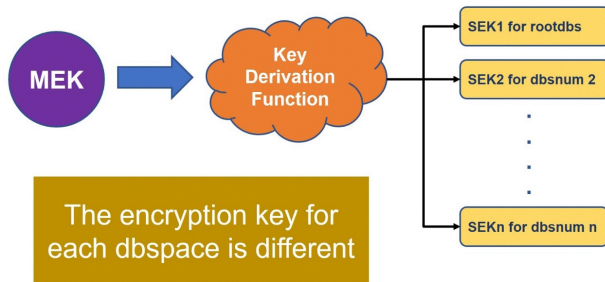 MEK
Key
Derivation
Function
SEK1 for rootdbs
SEK2 for dbsnum 2
.
.
.
.
SEKn for dbsnum n
The encryption key for
each dbspace is different